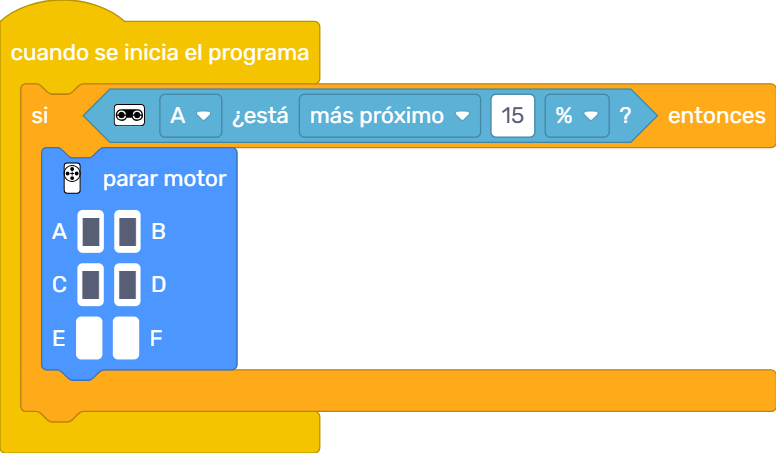 cuando se inicia el programa
si A ¿está más próximo 15 % ? entonces
parar motor
A B
C D
E F